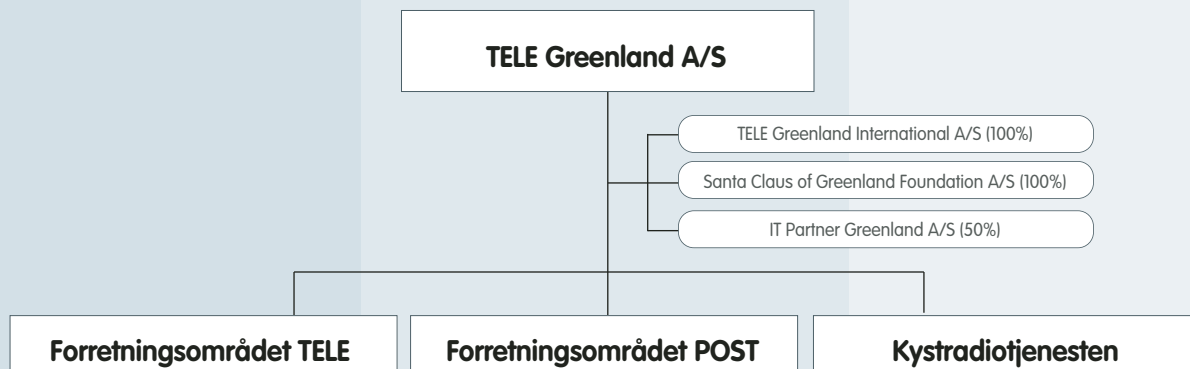 TELE Greenland A/S
TELE Greenland International A/S (100%)
Santa Claus of Greenland Foundation A/S (100%)
IT Partner Greenland A/S (50%)
Forretningsområdet TELE
Forretningsområdet POST
Kystradiotjenesten